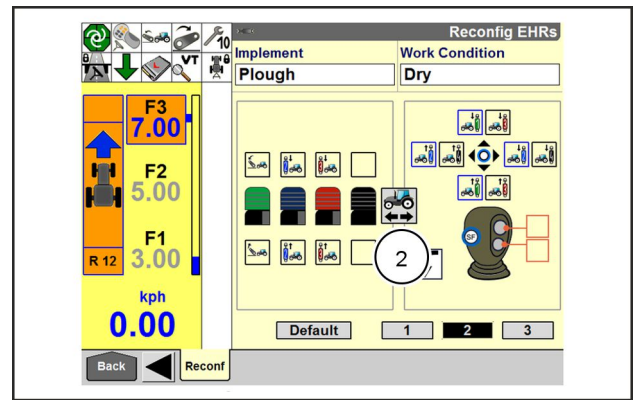 10
VT
A
Reconfig EHRs
Implement
Work Condition
Plough
Dry
F3
7.00
F2
5.00
F1
3.00
R 12
kph
0.00
SF
2
Default
1
2
3
Back
Reconf